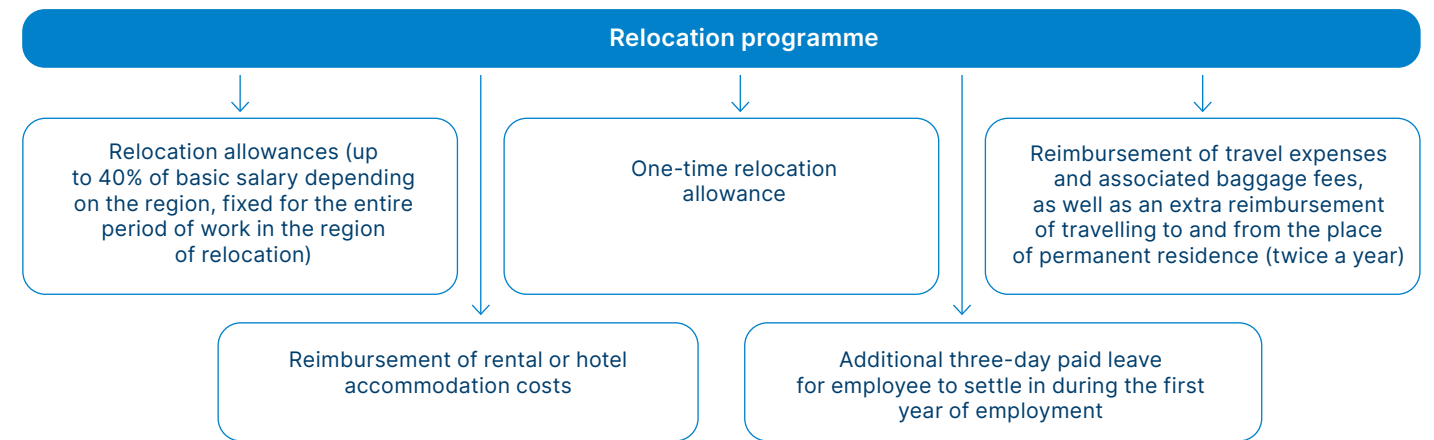 Relocation programme
Relocation allowances (up
to 40% of basic salary depending
on the region, fixed for the entire
period of work in the region
of relocation)
One-time relocation
allowance
Reimbursement of travel expenses
and associated baggage fees,
as well as an extra reimbursement
of travelling to and from the place
of permanent residence (twice a year)
Reimbursement of rental or hotel
accommodation costs
Additional three-day paid leave
for employee to settle in during the first
year of employment